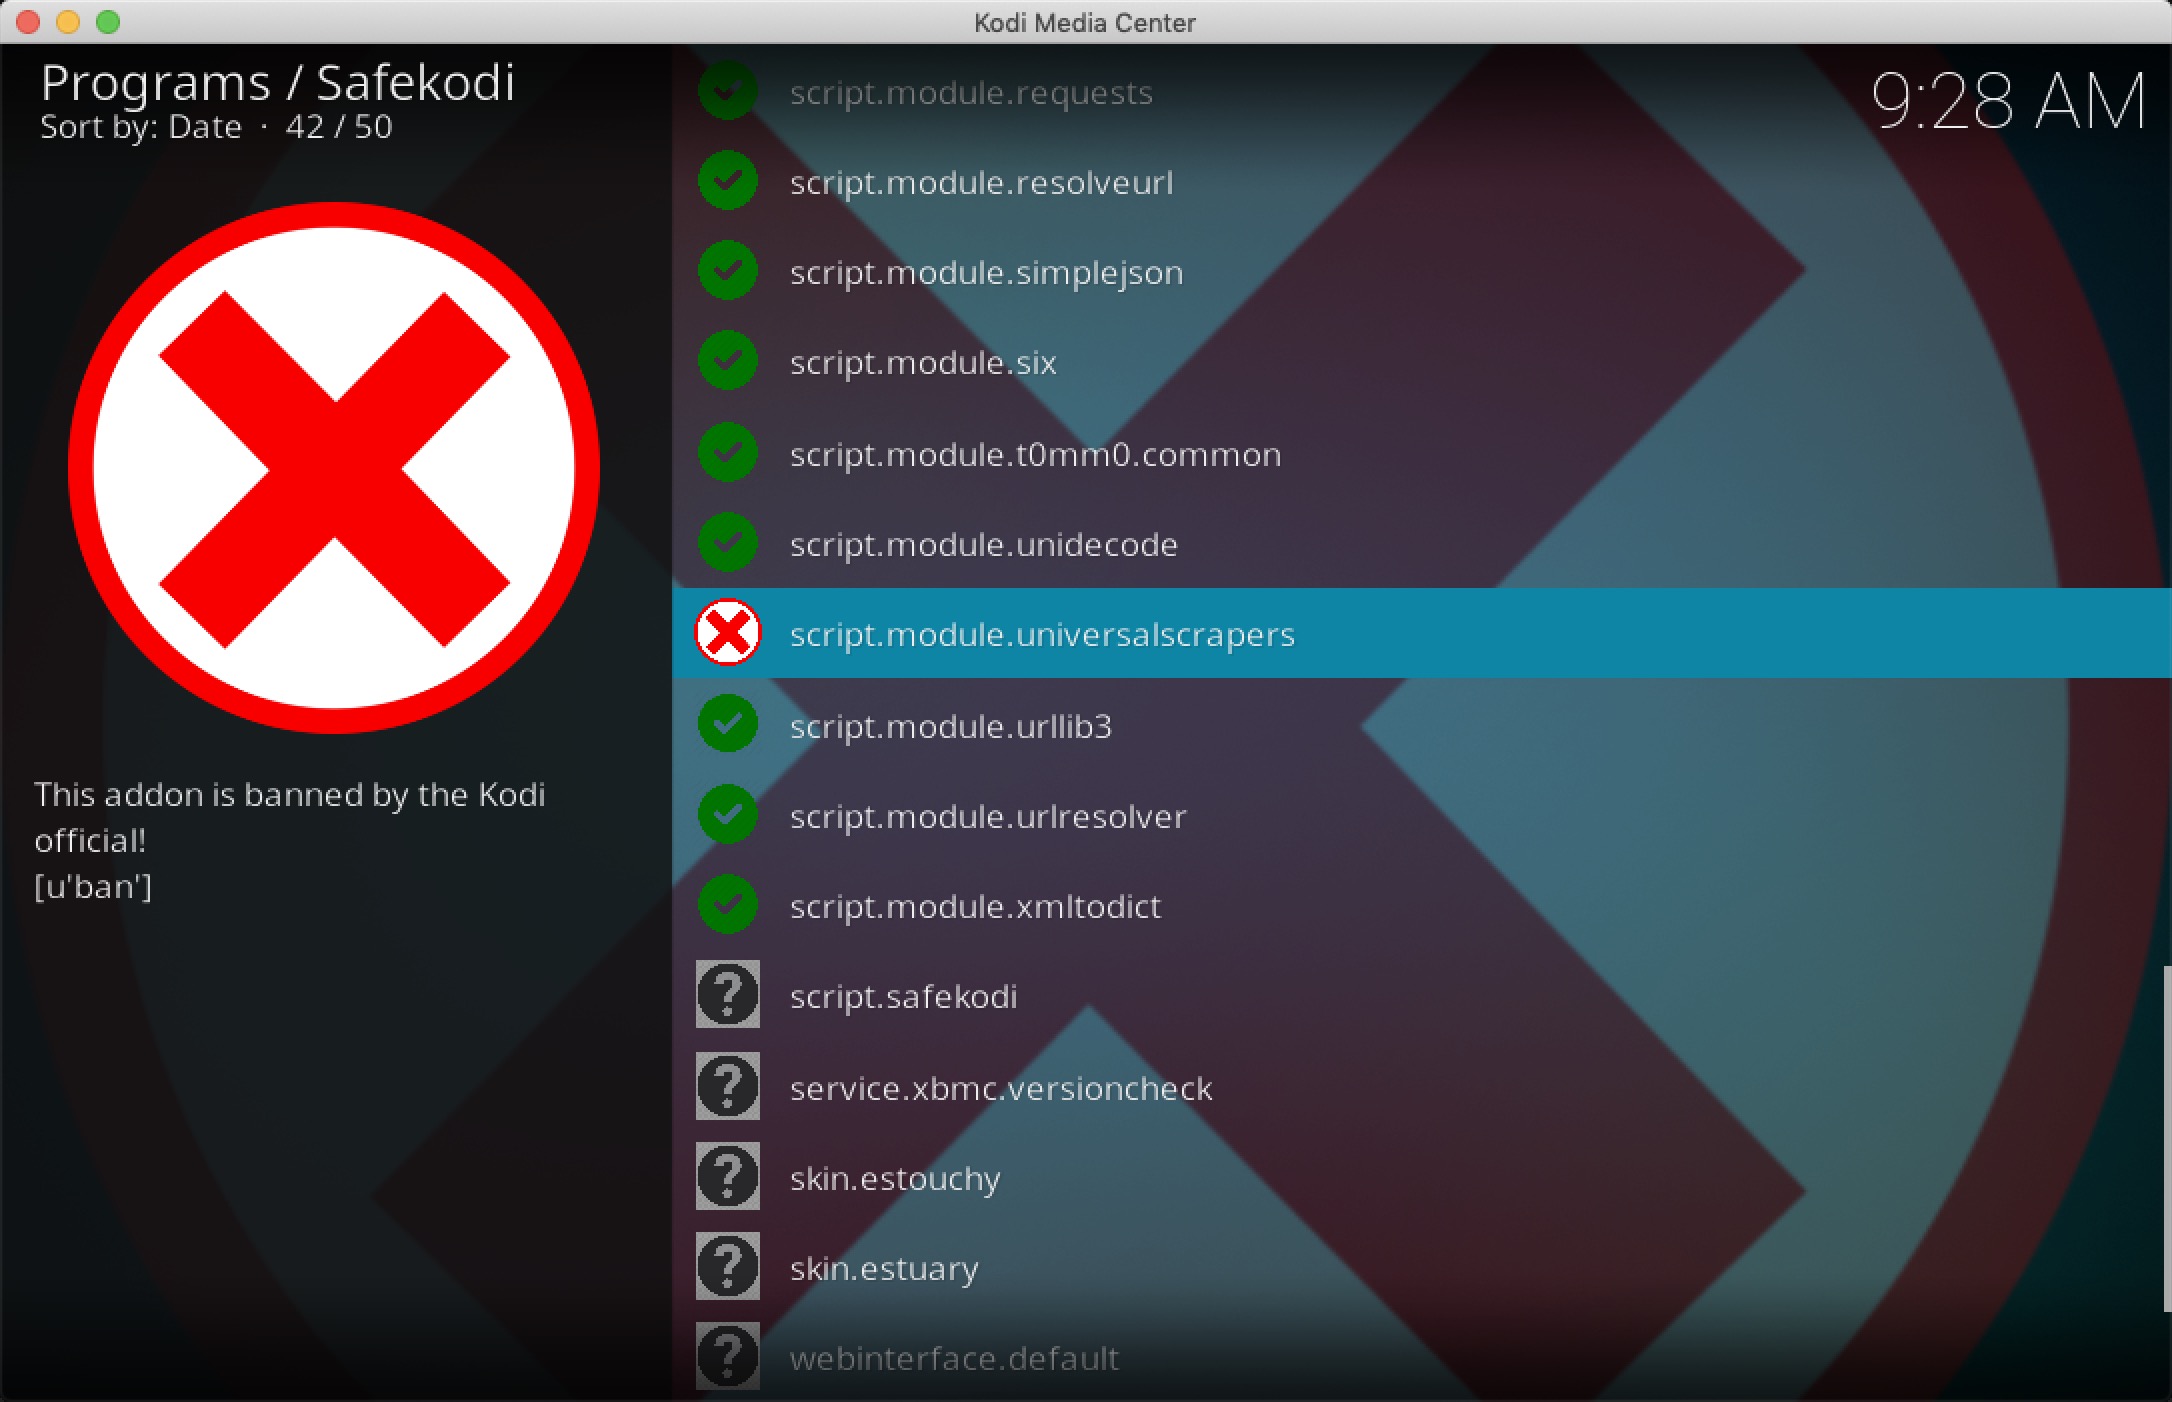 Kodi Media Center
Programs / Safekodi
Sort by: Date · 42 / 50
9:28 AM
This addon is banned by the Kodi
official!
[u'ban']
script.module.requests
script.module.resolveurl
script.module.simplejson
script.module.six
script.module.t0mm0.common
script.module.unidecode
script.module.universalscrapers
script.module.urllib3
script.module.urlresolver
script.module.xmltodict
script.safekodi
service.xbmc.versioncheck
skin.estouchy
skin.estuary
webinterface.default